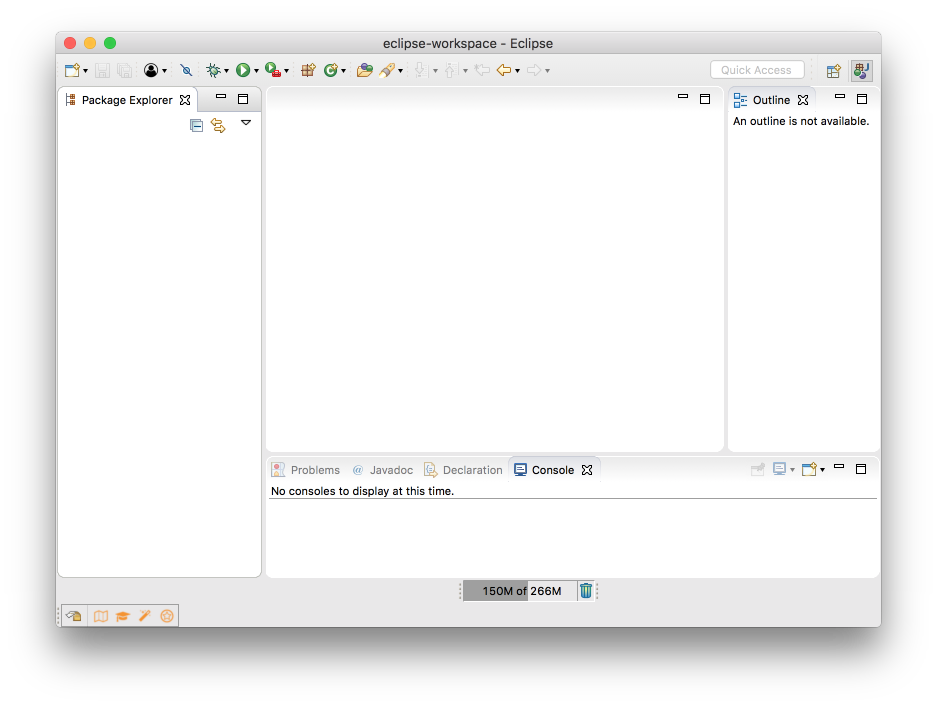 eclipse-workspace - Eclipse
Quick Access
Package Explorer
Outline
An outline is not available.
Problems @ Javadoc Declaration Console
No consoles to display at this time.
150M of 266M